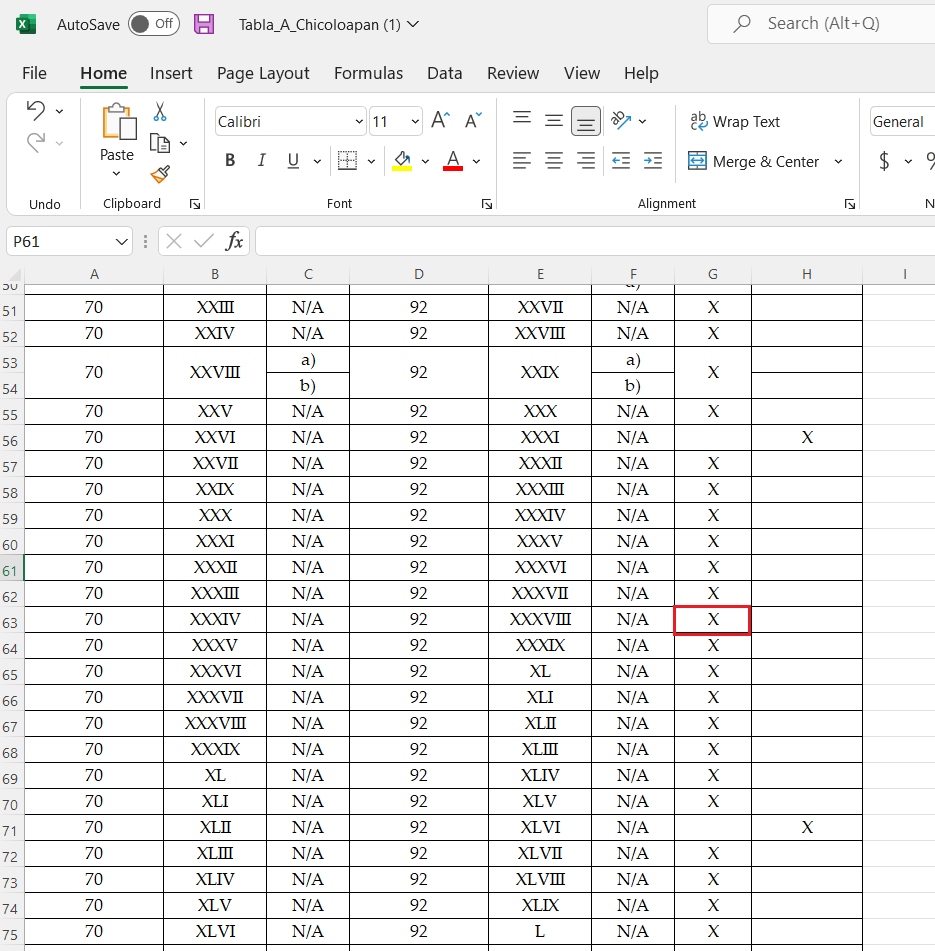 AutoSave Off Tabla_A_Chicoloapan (1) Search (Alt+Q)
File Home Insert Page Layout Formulas Data Review View Help
Calibri 11 A A ab Wrap Text General
Paste B I U A Merge & Center $ %
Undo Clipboard Font Alignment N
P61 fx
A B C D E F G H I
50 a)
51 70 XXIII N/A 92 XXVII N/A X
52 70 XXIV N/A 92 XXVIII N/A X
53 70 XXVIII a) 92 XXIX a) X
54 b) b)
55 70 XXV N/A 92 XXX N/A X
56 70 XXVI N/A 92 XXXI N/A X
57 70 XXVII N/A 92 XXXII N/A X
58 70 XXIX N/A 92 XXXIII N/A X
59 70 XXX N/A 92 XXXIV N/A X
60 70 XXXI N/A 92 XXXV N/A X
61 70 XXXII N/A 92 XXXVI N/A X
62 70 XXXIII N/A 92 XXXVII N/A X
63 70 XXXIV N/A 92 XXXVIII N/A X
64 70 XXXV N/A 92 XXXIX N/A X
65 70 XXXVI N/A 92 XL N/A X
66 70 XXXVII N/A 92 XLI N/A X
67 70 XXXVIII N/A 92 XLII N/A X
68 70 XXXIX N/A 92 XLIII N/A X
69 70 XL N/A 92 XLIV N/A X
70 70 XLI N/A 92 XLV N/A X
71 70 XLII N/A 92 XLVI N/A X
72 70 XLIII N/A 92 XLVII N/A X
73 70 XLIV N/A 92 XLVIII N/A X
74 70 XLV N/A 92 XLIX N/A X
75 70 XLVI N/A 92 L N/A X